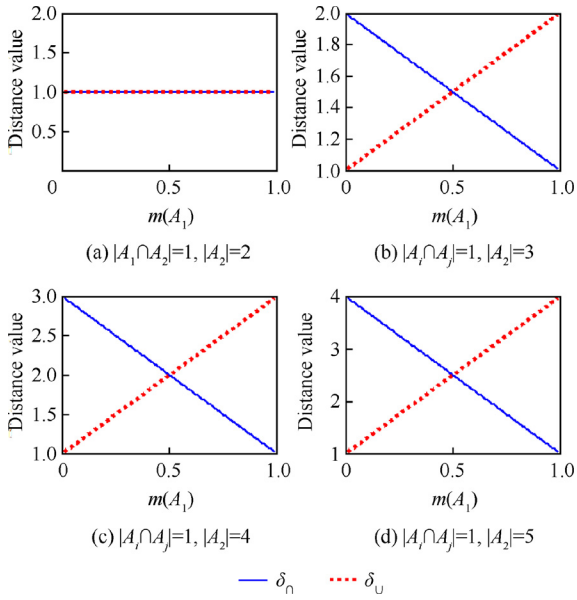 2.0
1.5
1.0
0.5
Distance value
0
0.5
1.0
m(A₁)
(a) |A₁∩A₂|=1, |A₂|=2
2.0
1.8
1.6
1.4
1.2
1.0
Distance value
0
0.5
1.0
m(A₁)
(b) |Aᵢ∩Aⱼ|=1, |A₂|=3
3.0
2.5
2.0
1.5
1.0
Distance value
0
0.5
1.0
m(A₁)
(c) |Aᵢ∩Aⱼ|=1, |A₂|=4
4
3
2
1
Distance value
0
0.5
1.0
m(A₁)
(d) |Aᵢ∩Aⱼ|=1, |A₂|=5
δ∩
δ∪